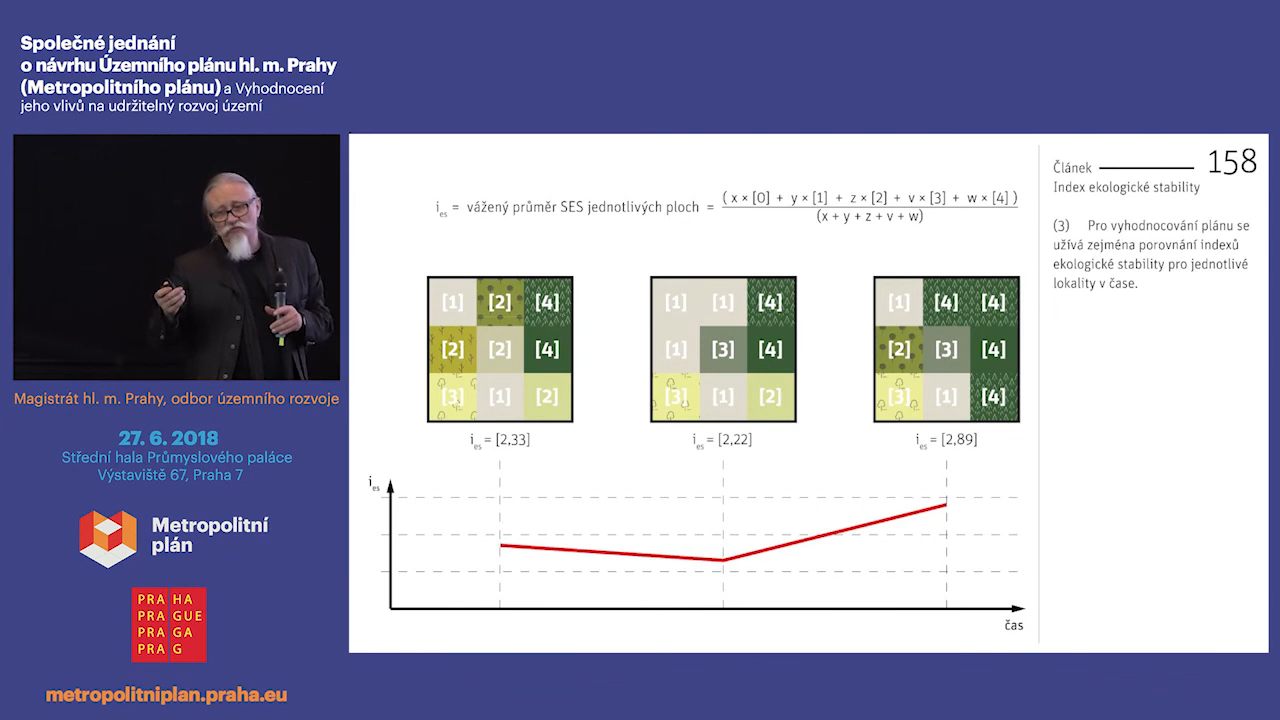 Společné jednání
o návrhu Územního plánu hl. m. Prahy
(Metropolitního plánu) a Vyhodnocení
jeho vlivů na udržitelný rozvoj území
Magistrát hl. m. Prahy, odbor územního rozvoje
27. 6. 2018
Střední hala Průmyslového paláce
Výstaviště 67, Praha 7
Metropolitní
plán
PRA HA
PRA GUE
PRA GA
PRA G
metropolitniplan.praha.eu
i es = vážený průměr SES jednotlivých ploch = ( x × [0] + y × [1] + z × [2] + v × [3] + w × [4] )
(x + y + z + v + w)
[1] [2] [4]
[2] [2] [4]
[3] [1] [2]
i es = [2,33]
[1] [1] [4]
[1] [3] [4]
[3] [1] [2]
i es = [2,22]
[1] [4] [4]
[2] [3] [4]
[3] [1] [4]
i es = [2,89]
i es
čas
Článek 158
Index ekologické stability
(3) Pro vyhodnocování plánu se
užívá zejména porovnání indexů
ekologické stability pro jednotlivé
lokality v čase.